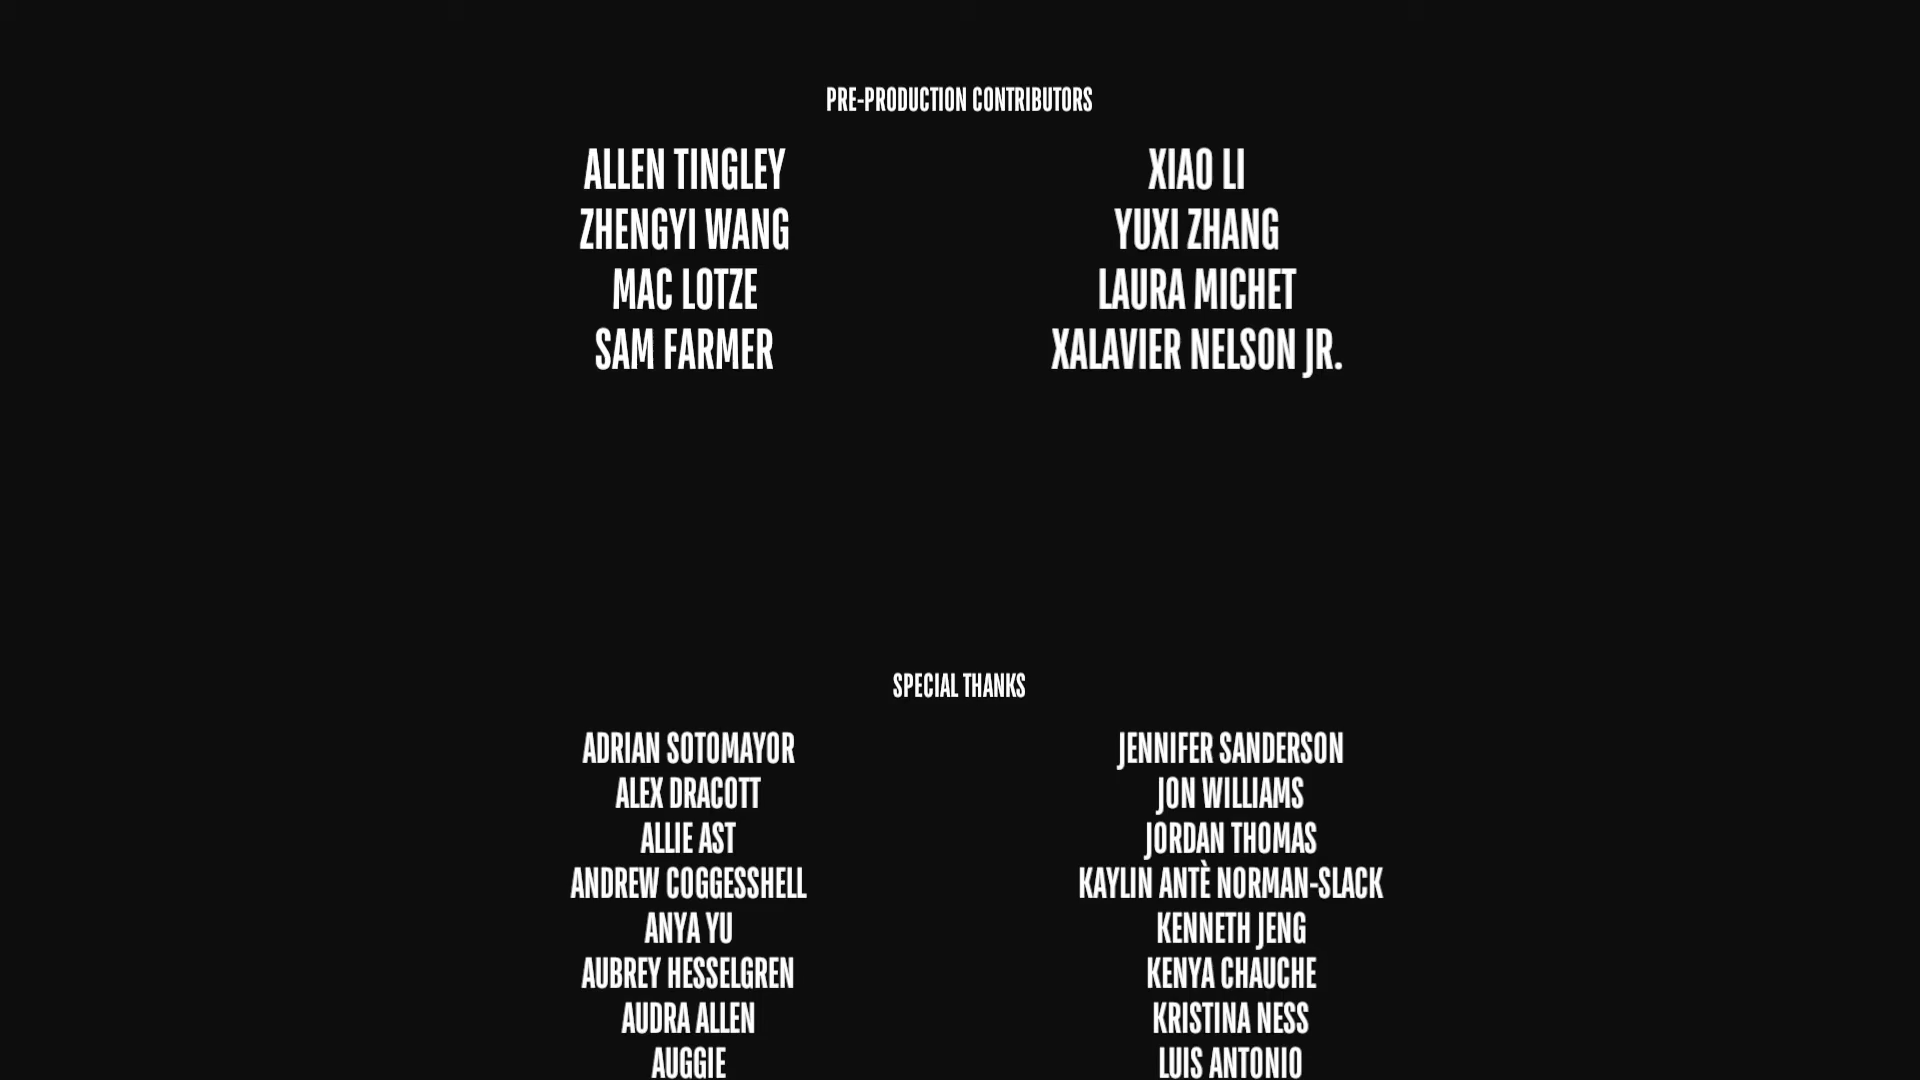 PRE-PRODUCTION CONTRIBUTORS
ALLEN TINGLEY
ZHENGYI WANG
MAC LOTZE
SAM FARMER
XIAO LI
YUXI ZHANG
LAURA MICHET
XALAVIER NELSON JR.
SPECIAL THANKS
ADRIAN SOTOMAYOR
ALEX DRACOTT
ALLIE AST
ANDREW COGGESSHELL
ANYA YU
AUBREY HESSELGREN
AUDRA ALLEN
AUGGIE
JENNIFER SANDERSON
JON WILLIAMS
JORDAN THOMAS
KAYLIN ANTÈ NORMAN-SLACK
KENNETH JENG
KENYA CHAUCHE
KRISTINA NESS
LUIS ANTONIO